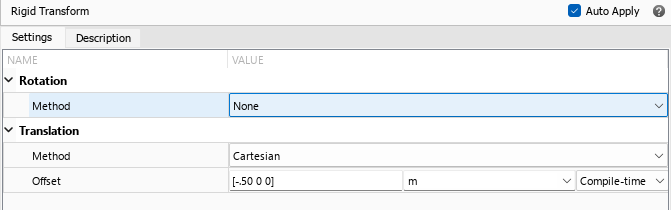 Rigid Transform Auto Apply
Settings Description
NAME VALUE
Rotation
Method None
Translation
Method Cartesian
Offset [-.50 0 0] m Compile-time